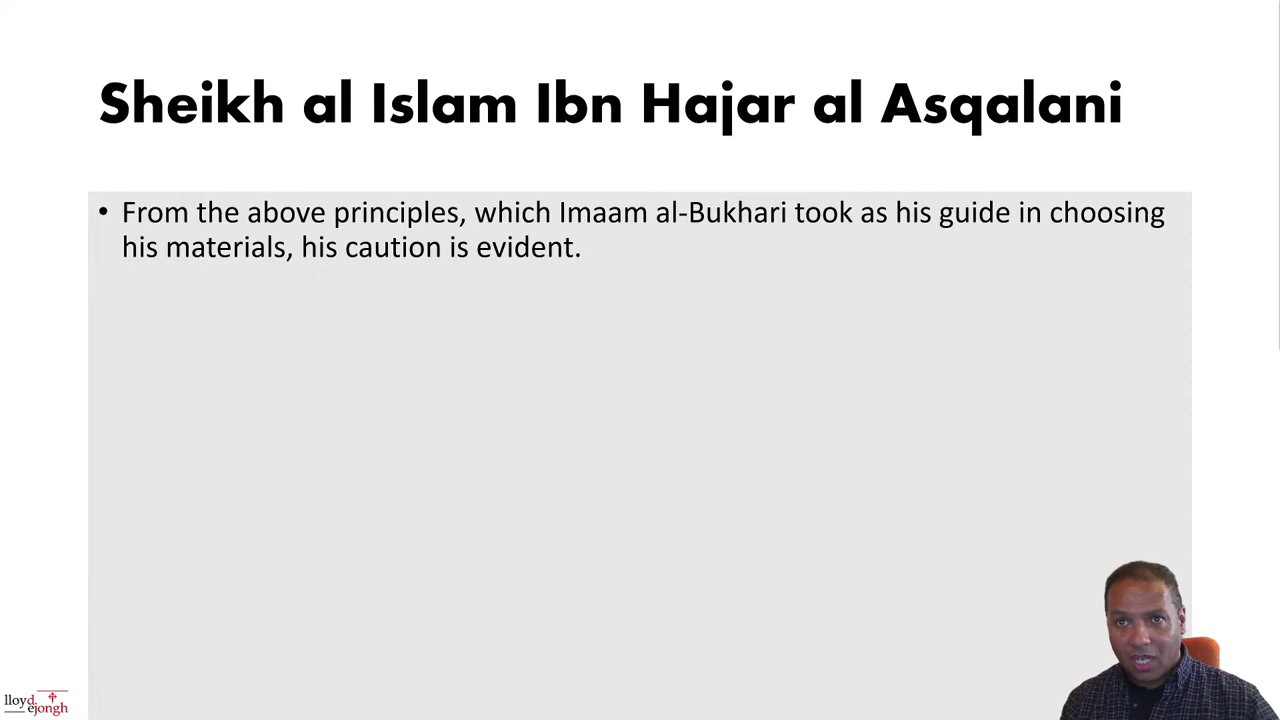 Sheikh al Islam Ibn Hajar al Asqalani
• From the above principles, which Imaam al-Bukhari took as his guide in choosing
his materials, his caution is evident.
lloyd
dejongh